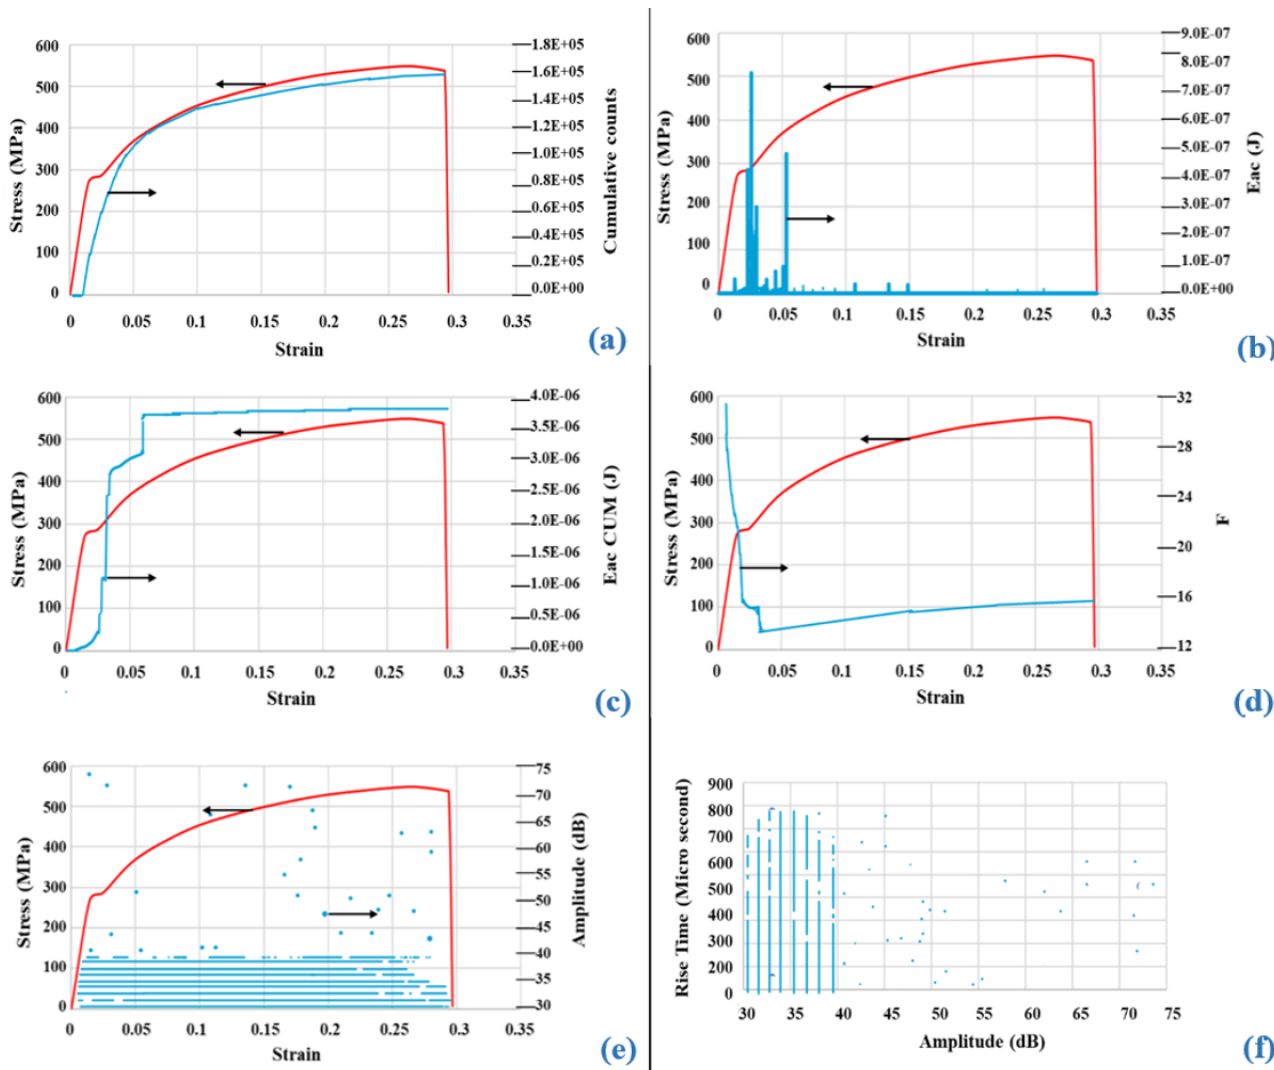 600
500
400
300
200
100
0
Stress (MPa)
1.8E+05
1.6E+05
1.4E+05
1.2E+05
1.0E+05
0.8E+05
0.6E+05
0.4E+05
0.2E+05
0.0E+00
Cumulative counts
0 0.05 0.1 0.15 0.2 0.25 0.3 0.35
Strain
(a)
600
500
400
300
200
100
0
Stress (MPa)
9.0E-07
8.0E-07
7.0E-07
6.0E-07
5.0E-07
4.0E-07
3.0E-07
2.0E-07
1.0E-07
0.0E+00
Eac (J)
0 0.05 0.1 0.15 0.2 0.25 0.3 0.35
Strain
(b)
600
500
400
300
200
100
0
Stress (MPa)
4.0E-06
3.5E-06
3.0E-06
2.5E-06
2.0E-06
1.5E-06
1.0E-06
0.5E-06
0.0E+00
Eac CUM (J)
0 0.05 0.1 0.15 0.2 0.25 0.3 0.35
Strain
(c)
600
500
400
300
200
100
0
Stress (MPa)
32
28
24
20
16
12
F
0 0.05 0.1 0.15 0.2 0.25 0.3 0.35
Strain
(d)
600
500
400
300
200
100
0
Stress (MPa)
75
70
65
60
55
50
45
40
35
30
Amplitude (dB)
0 0.05 0.1 0.15 0.2 0.25 0.3 0.35
Strain
(e)
900
800
700
600
500
400
300
200
0
Rise Time (Micro second)
30 35 40 45 50 55 60 65 70 75
Amplitude (dB)
(f)